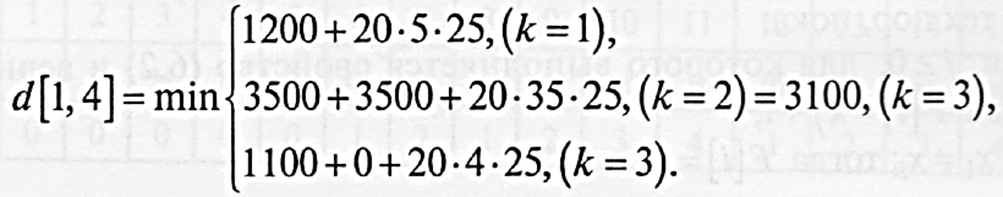 1200 + 20 · 5 · 25, (k = 1),
d[1, 4] = min { 3500 + 3500 + 20 · 35 · 25, (k = 2) = 3100, (k = 3),
1100 + 0 + 20 · 4 · 25, (k = 3).